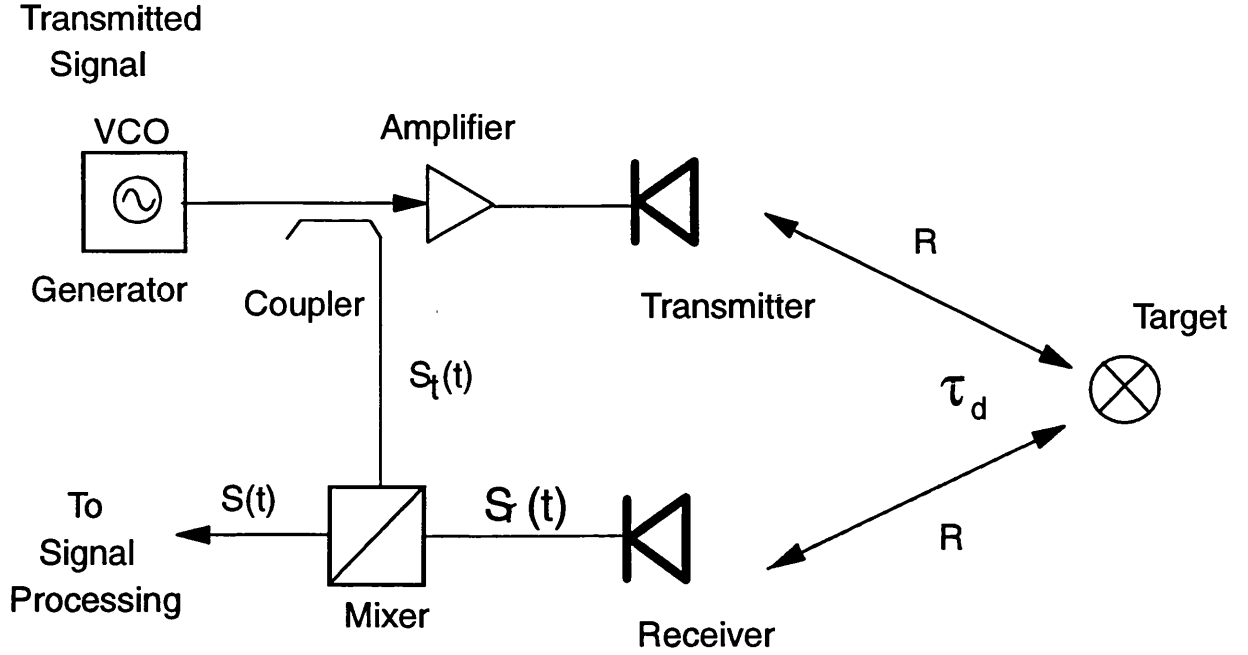 Transmitted
Signal
VCO
Amplifier
Generator
Coupler
Transmitter
R
Target
St(t)
τd
S(t)
Sr (t)
R
To
Signal
Processing
Mixer
Receiver